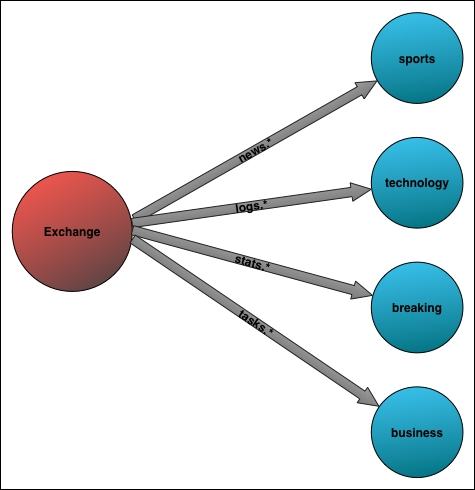 sports
news.*
technology
logs.*
Exchange
stats.*
breaking
tasks.*
business